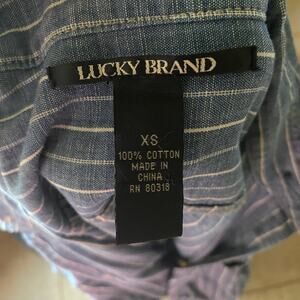 LUCKY BRAND
XS
100% COTTON
MADE IN
CHINA
RN 80318